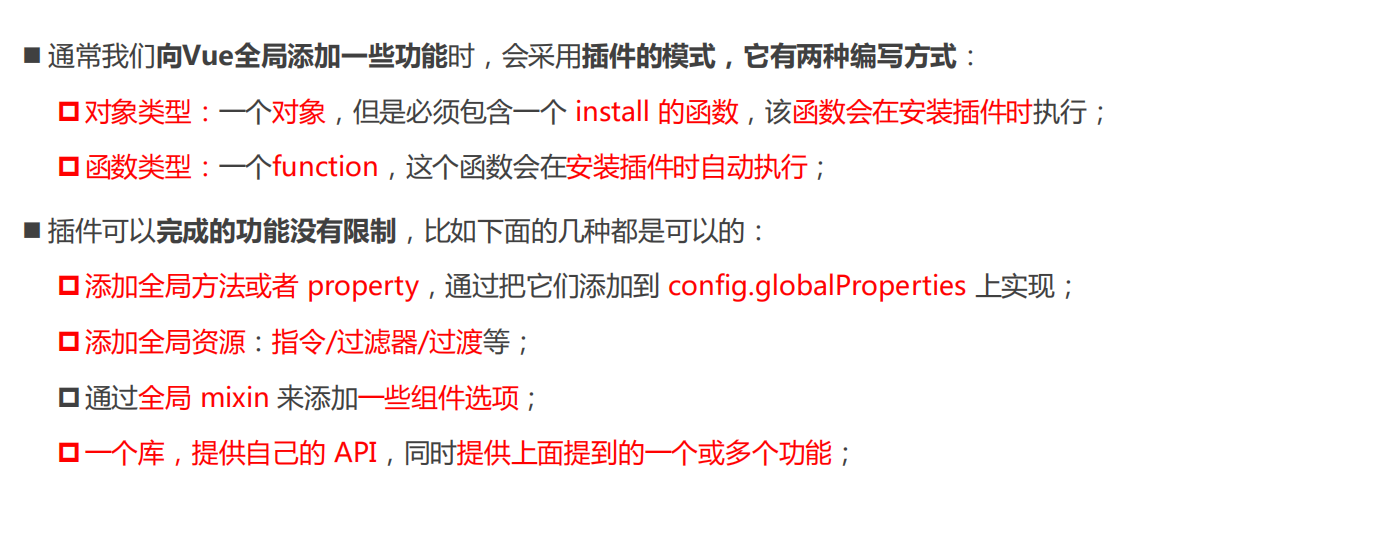 通常我们向Vue全局添加一些功能时，会采用插件的模式，它有两种编写方式：
对象类型：一个对象，但是必须包含一个 install 的函数，该函数会在安装插件时执行；
函数类型：一个function，这个函数会在安装插件时自动执行；
插件可以完成的功能没有限制，比如下面的几种都是可以的：
添加全局方法或者 property，通过把它们添加到 config.globalProperties 上实现；
添加全局资源：指令/过滤器/过渡等；
通过全局 mixin 来添加一些组件选项；
一个库，提供自己的 API，同时提供上面提到的一个或多个功能；